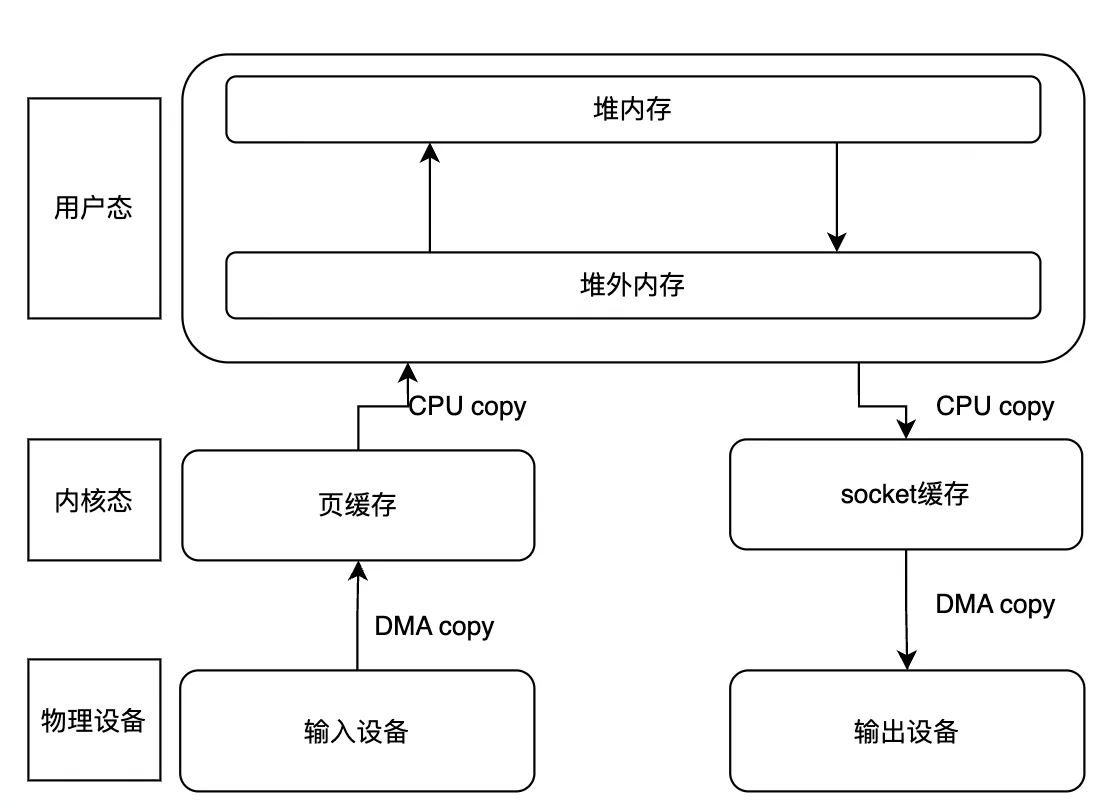 堆内存
用户态
堆外内存
CPU copy
CPU copy
内核态
页缓存
socket缓存
DMA copy
DMA copy
物理设备
输入设备
输出设备